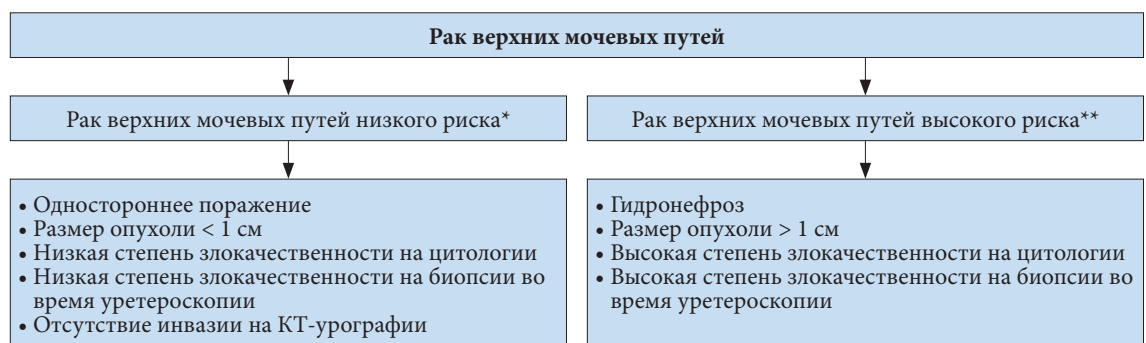 Рак верхних мочевых путей
Рак верхних мочевых путей низкого риска*
Рак верхних мочевых путей высокого риска**
• Одностороннее поражение
• Размер опухоли < 1 см
• Низкая степень злокачественности на цитологии
• Низкая степень злокачественности на биопсии во
время уретероскопии
• Отсутствие инвазии на КТ-урографии
• Гидронефроз
• Размер опухоли > 1 см
• Высокая степень злокачественности на цитологии
• Высокая степень злокачественности на биопсии во
время уретероскопии